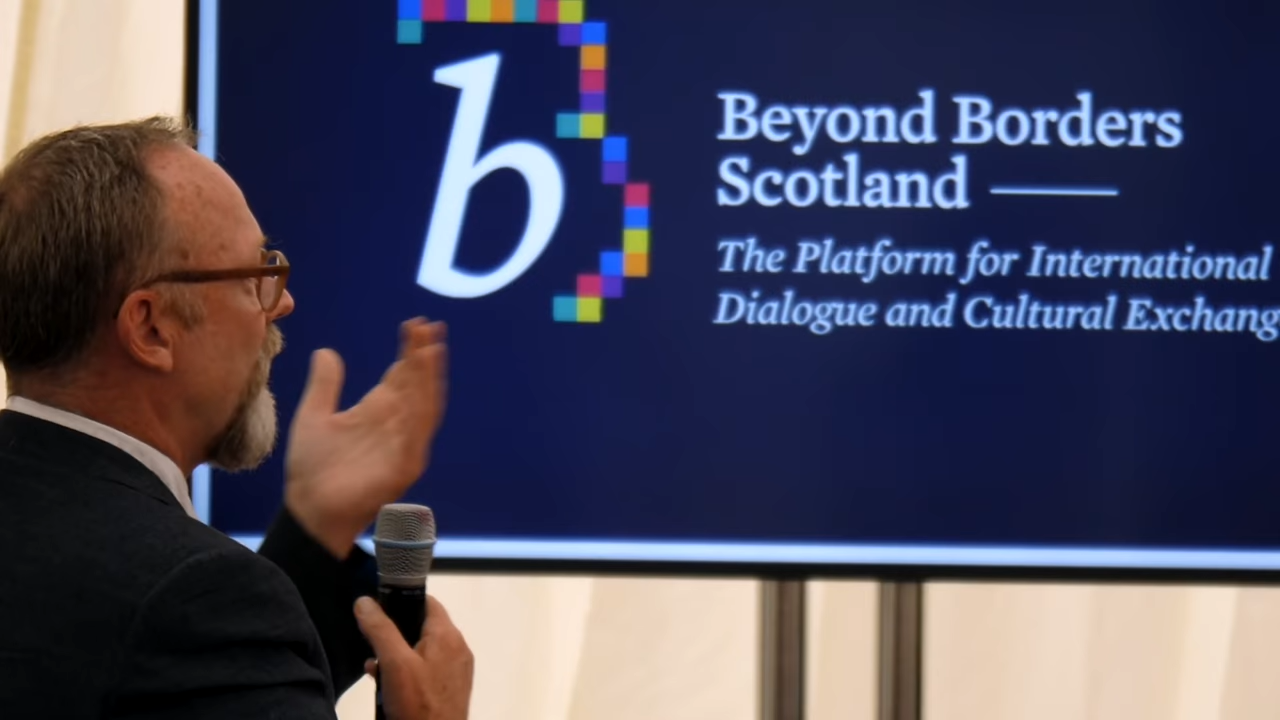 b
Beyond Borders
Scotland
The Platform for International
Dialogue and Cultural Exchang